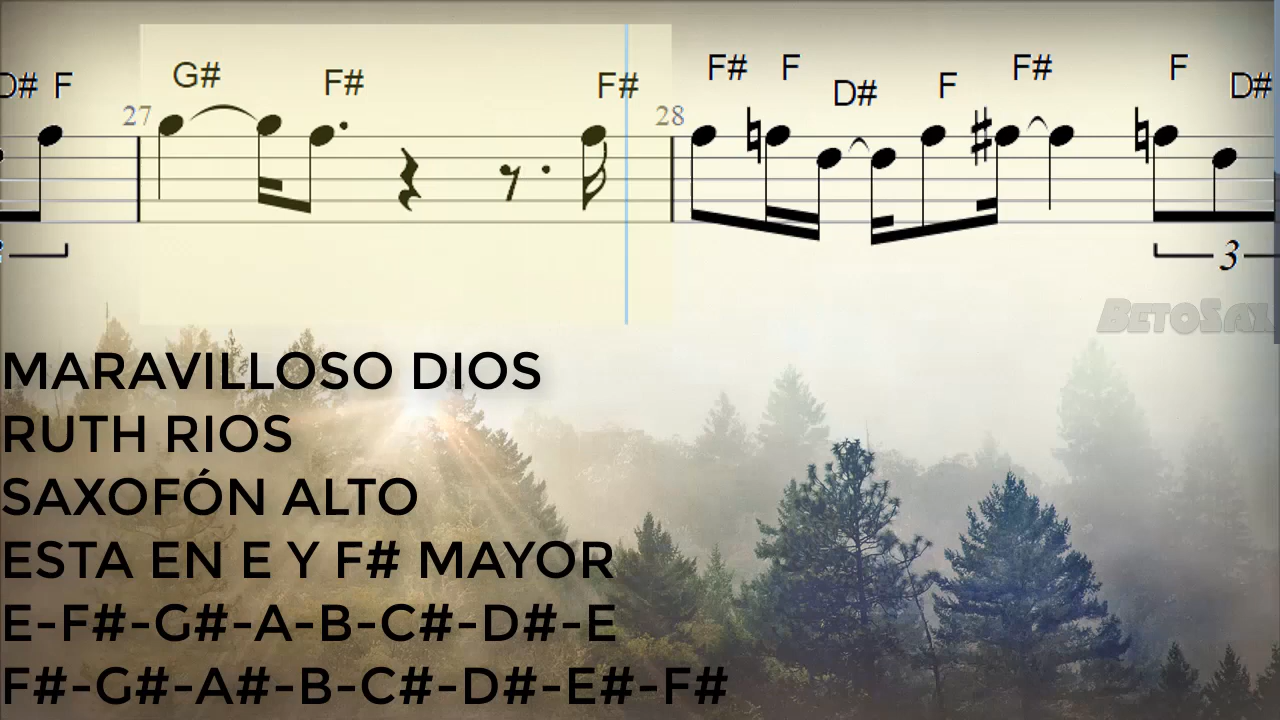 D# F G# F# F# F# F D# F F# F D#
27 28
3
BETOSAX
MARAVILLOSO DIOS
RUTH RIOS
SAXOFÓN ALTO
ESTA EN E Y F# MAYOR
E-F#-G#-A-B-C#-D#-E
F#-G#-A#-B-C#-D#-E#-F#